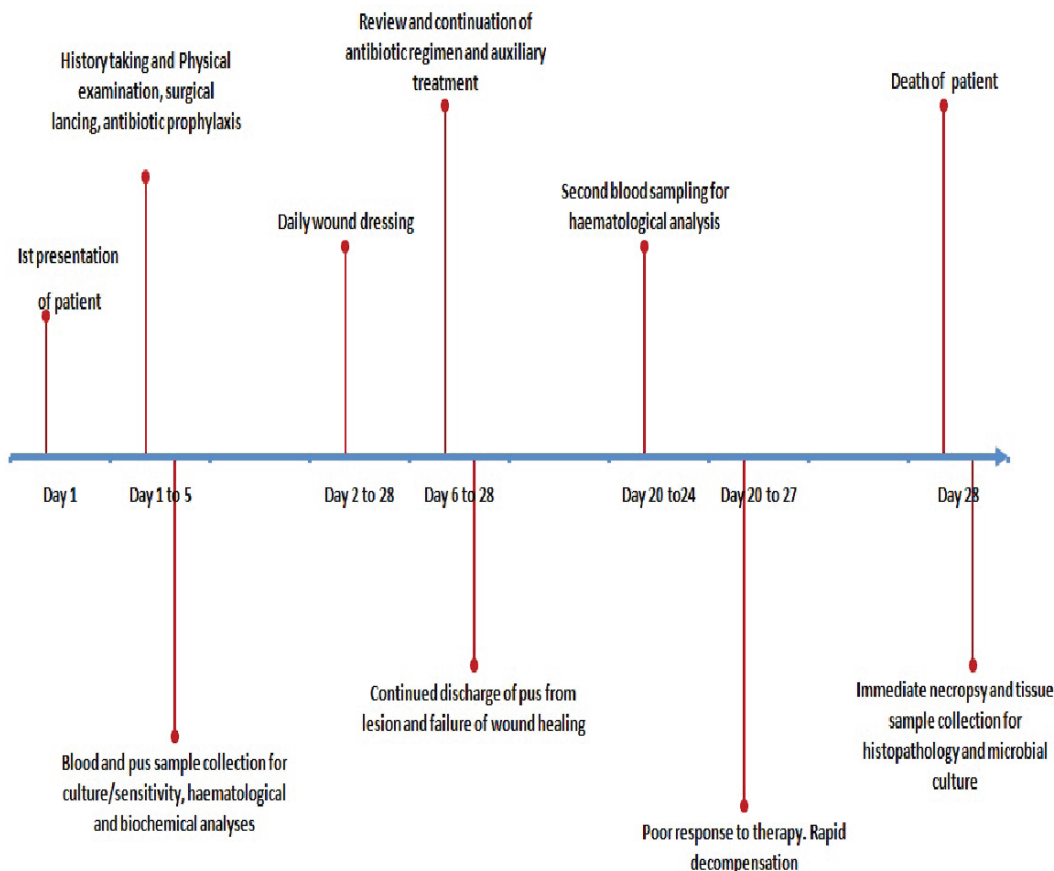 Review and continuation of
antibiotic regimen and auxiliary
treatment
History taking and Physical
examination, surgical
lancing, antibiotic prophylaxis
Death of patient
Second blood sampling for
haematological analysis
Daily wound dressing
Ist presentation
of patient
Day 1
Day 1 to 5
Day 2 to 28
Day 6 to 28
Day 20 to24
Day 20 to 27
Day 28
Continued discharge of pus from
lesion and failure of wound healing
Immediate necropsy and tissue
sample collection for
histopathology and microbial
culture
Blood and pus sample collection for
culture/sensitivity, haematological
and biochemical analyses
Poor response to therapy. Rapid
decompensation